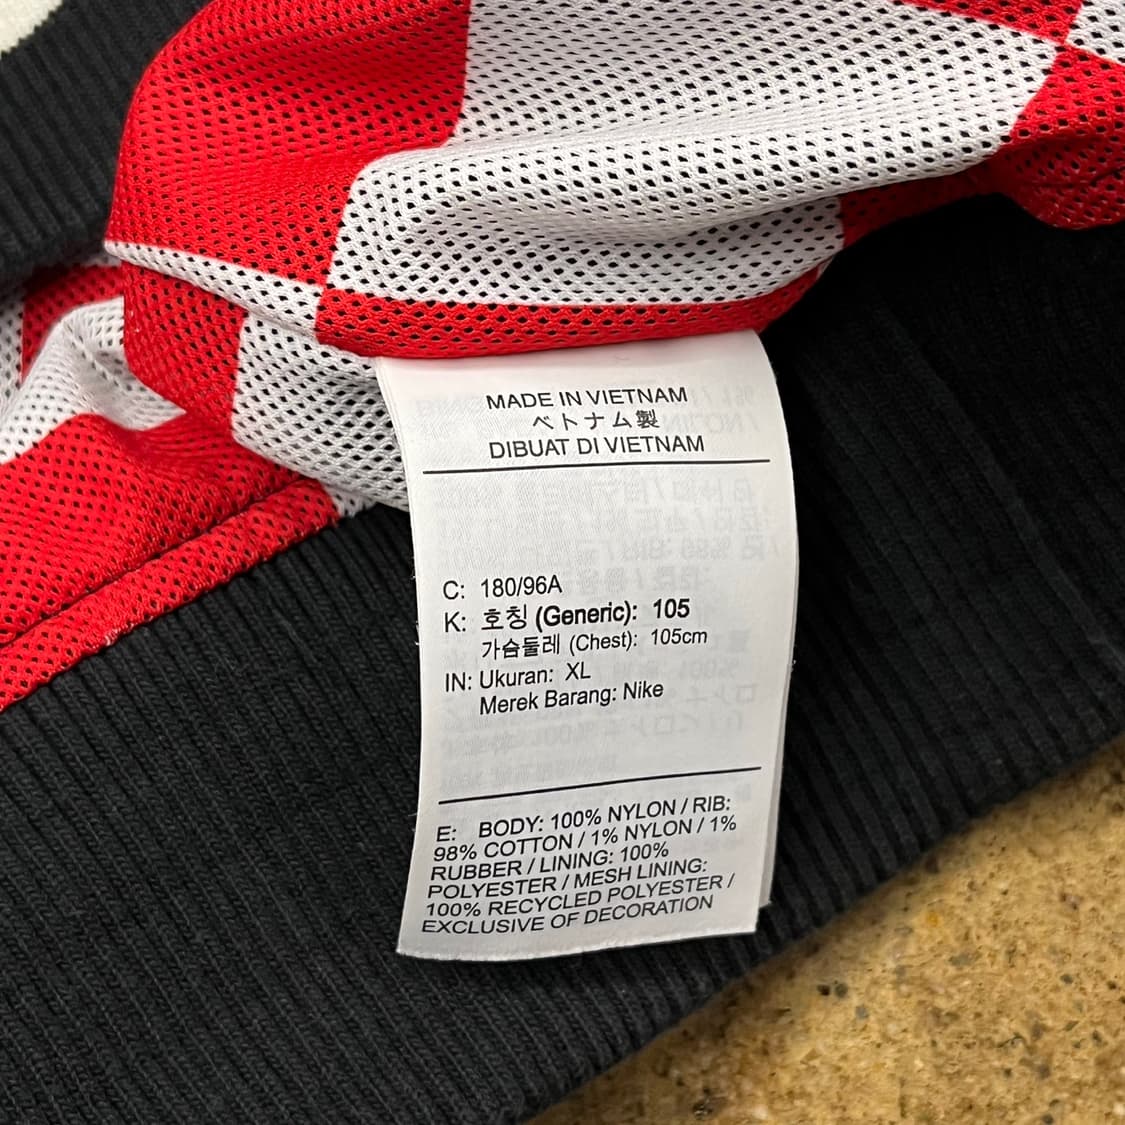 MADE IN VIETNAM
ベトナム製
DIBUAT DI VIETNAM
C: 180/96A
K: 호칭 (Generic): 105
가슴둘레 (Chest): 105cm
IN: Ukuran: XL
Merek Barang: Nike
E: BODY: 100% NYLON / RIB:
98% COTTON / 1% NYLON / 1%
RUBBER / LINING: 100%
POLYESTER / MESH LINING:
100% RECYCLED POLYESTER /
EXCLUSIVE OF DECORATION